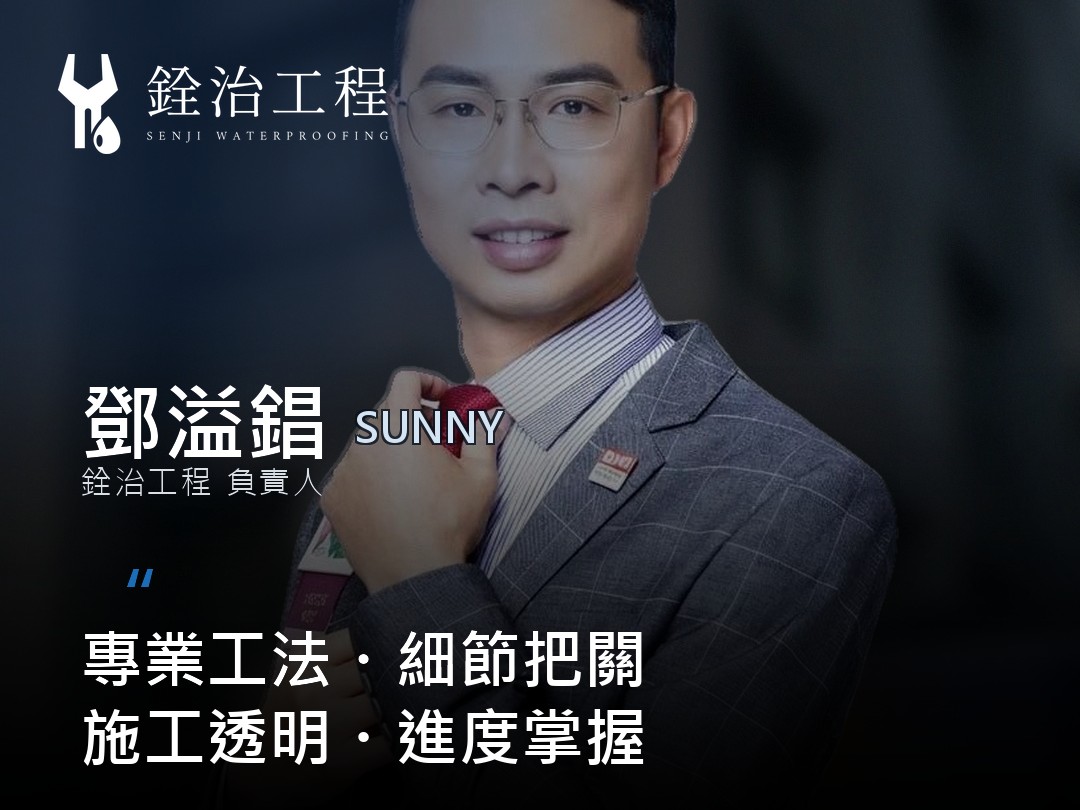 銓治工程
SENJI WATERPROOFING
鄧溢錩 SUNNY
銓治工程 負責人
“
專業工法・細節把關
施工透明・進度掌握